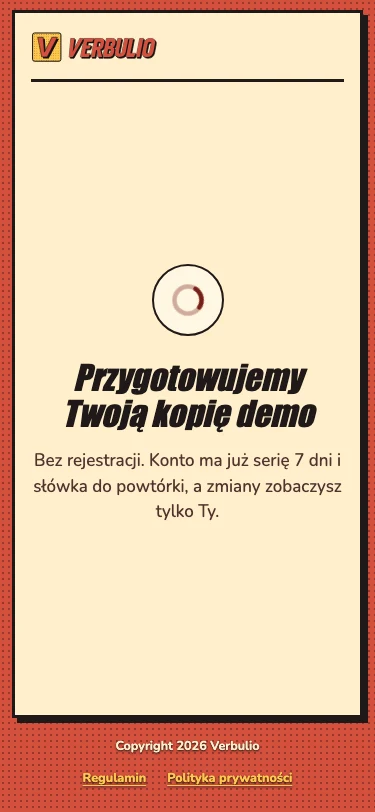 V VERBULIO
Przygotowujemy
Twoją kopię demo
Bez rejestracji. Konto ma już serię 7 dni i
słówka do powtórki, a zmiany zobaczysz
tylko Ty.
Copyright 2026 Verbulio
Regulamin Polityka prywatności